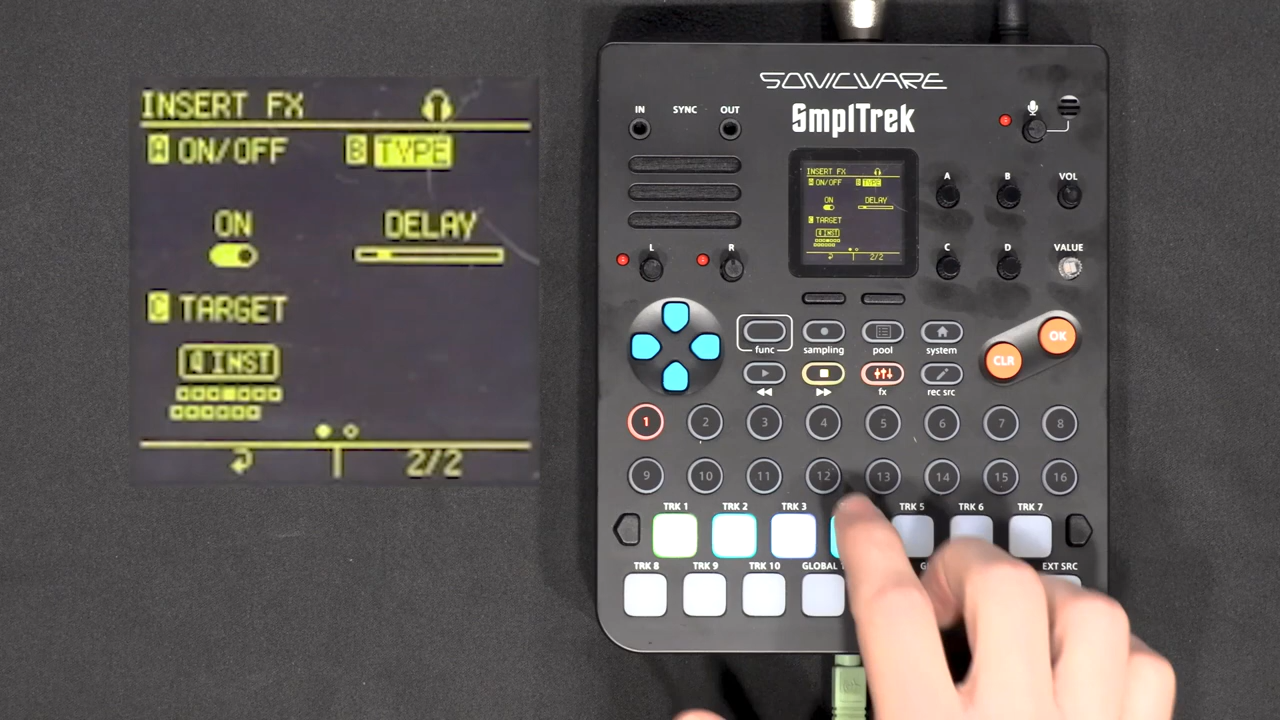 INSERT FX
A ON/OFF B TYPE
ON DELAY
C TARGET
4 INST
2/2
SONICWARE
SmplTrek
IN SYNC OUT
INSERT FX
A ON/OFF B TYPE
ON DELAY
C TARGET
4 INST
2/2
A B VOL
L R
C D VALUE
func sampling pool system
CLR OK
fx rec src
1 2 3 4 5 6 7 8
9 10 11 12 13 14 15 16
TRK 1 TRK 2 TRK 3 TRK 5 TRK 6 TRK 7
TRK 8 TRK 9 TRK 10 GLOBAL EXT SRC